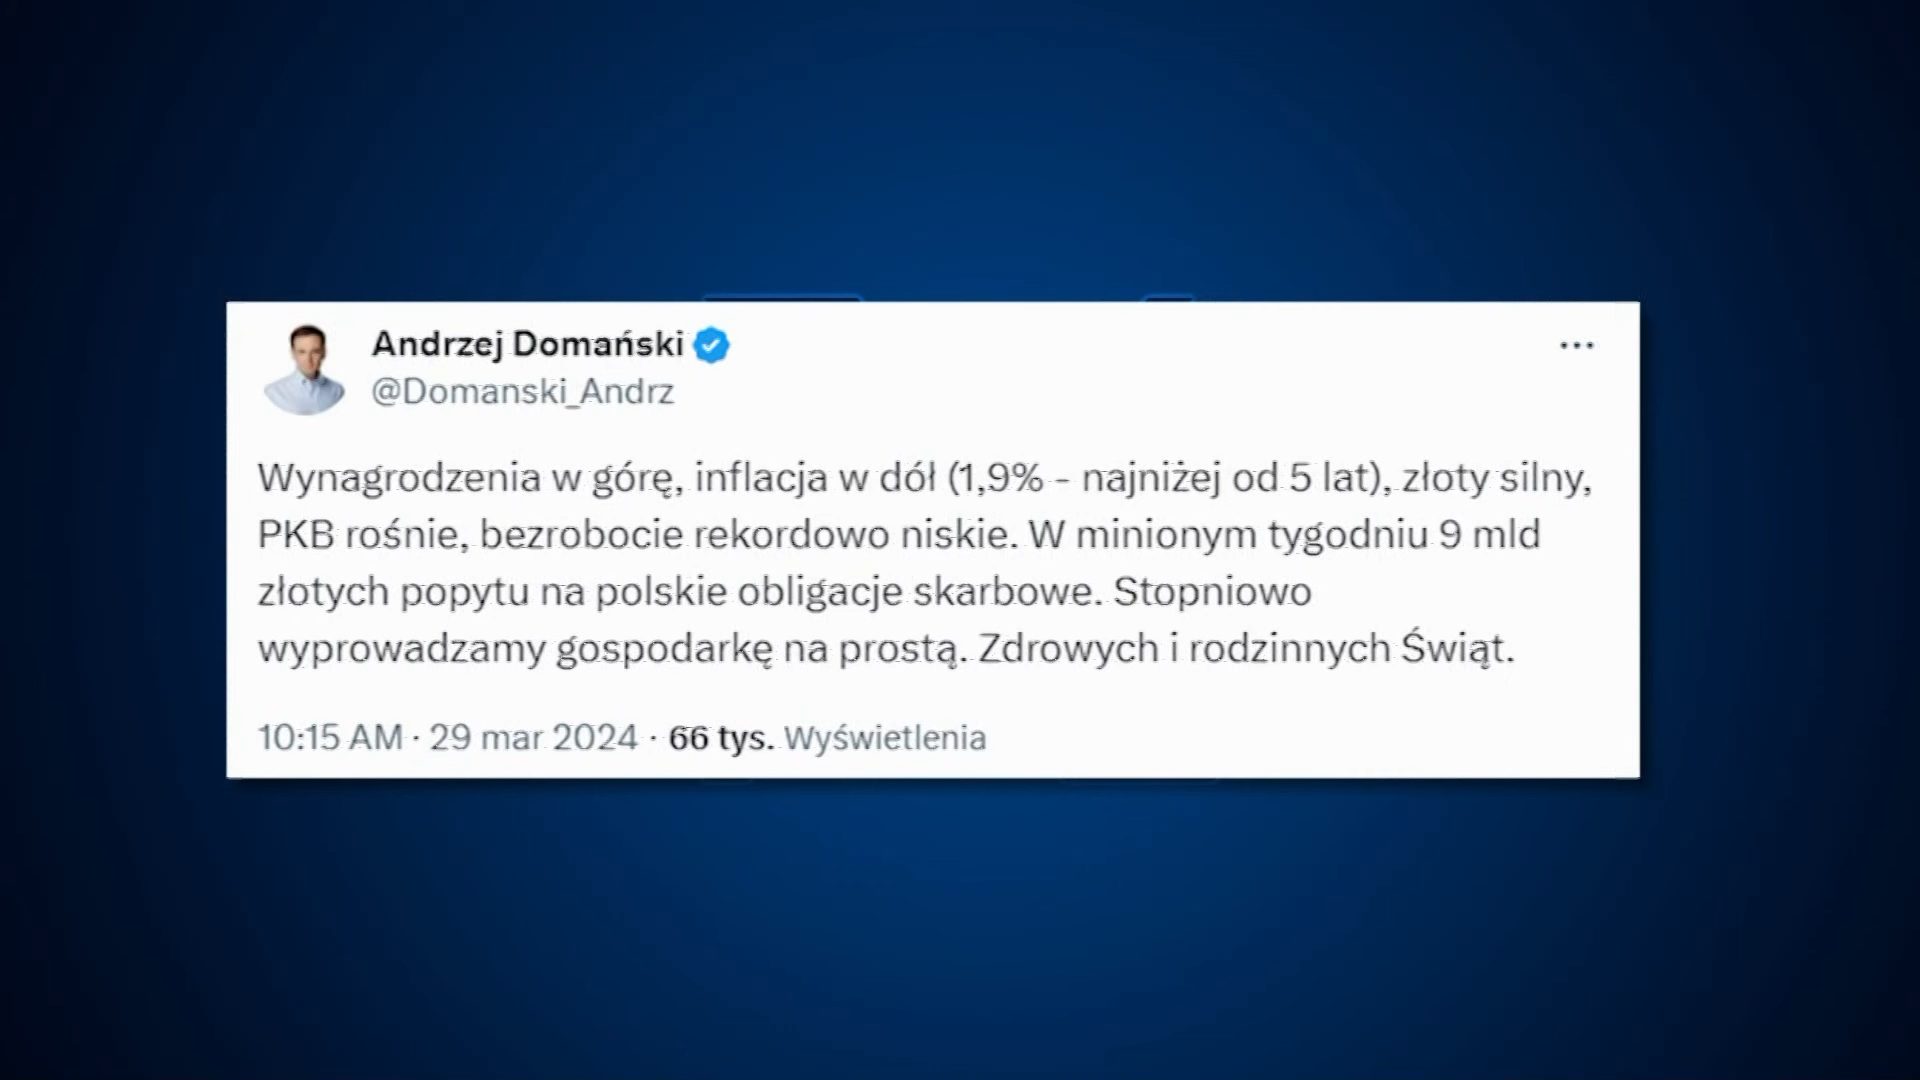 Andrzej Domański
@Domanski_Andrz
Wynagrodzenia w górę, inflacja w dół (1,9% - najniżej od 5 lat), złoty silny,
PKB rośnie, bezrobocie rekordowo niskie. W minionym tygodniu 9 mld
złotych popytu na polskie obligacje skarbowe. Stopniowo
wyprowadzamy gospodarkę na prostą. Zdrowych i rodzinnych Świąt.
10:15 AM · 29 mar 2024 · 66 tys. Wyświetlenia